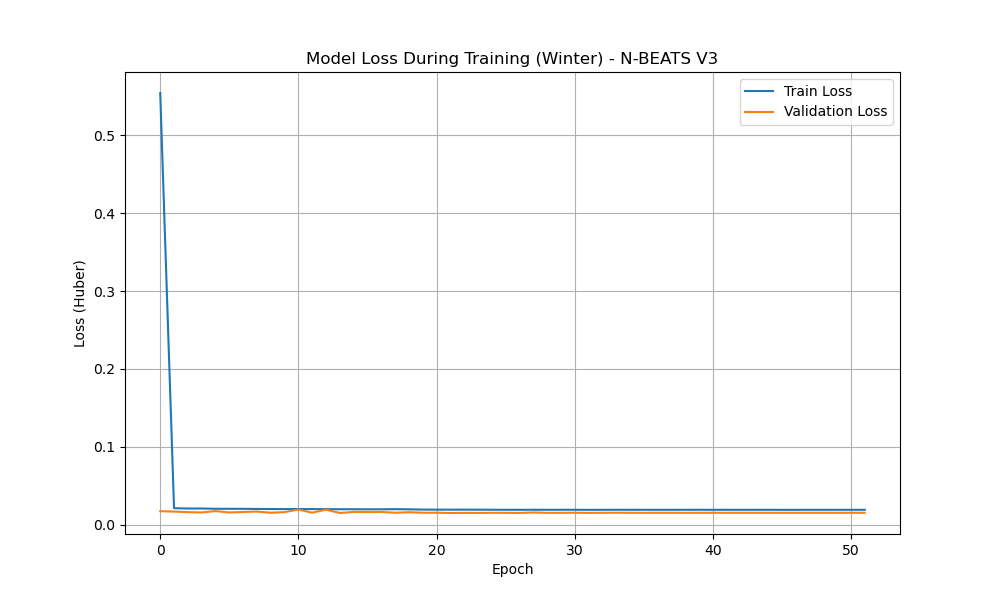 Model Loss During Training (Winter) - N-BEATS V3
Train Loss
Validation Loss
Loss (Huber)
0.5
0.4
0.3
0.2
0.1
0.0
0 10 20 30 40 50
Epoch